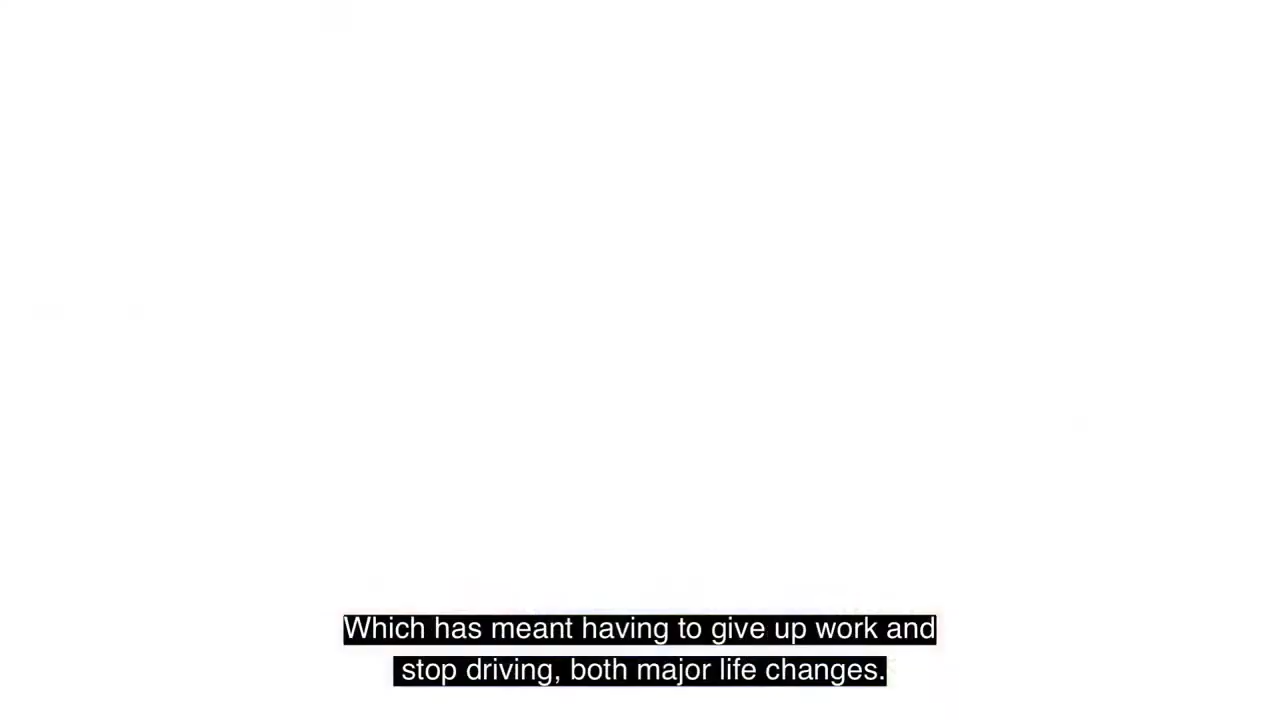 Which has meant having to give up work and
stop driving, both major life changes.